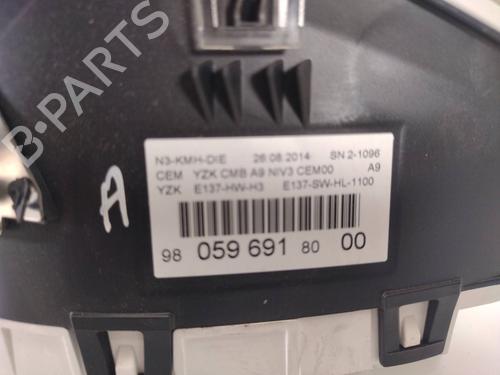 B-PARTS
N3-KMH-DIE 26.08.2014 SN 2-1096
CEM YZK CMB A9 NIV3 CEM00 A9
YZK E137-HW-H3 E137-SW-HL-1100
98 059 691 80 00
A